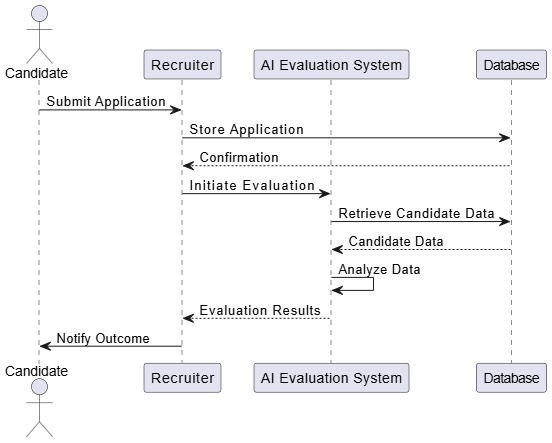 Candidate
Recruiter
AI Evaluation System
Database
Submit Application
Store Application
Confirmation
Initiate Evaluation
Retrieve Candidate Data
Candidate Data
Analyze Data
Evaluation Results
Notify Outcome
Candidate
Recruiter
AI Evaluation System
Database